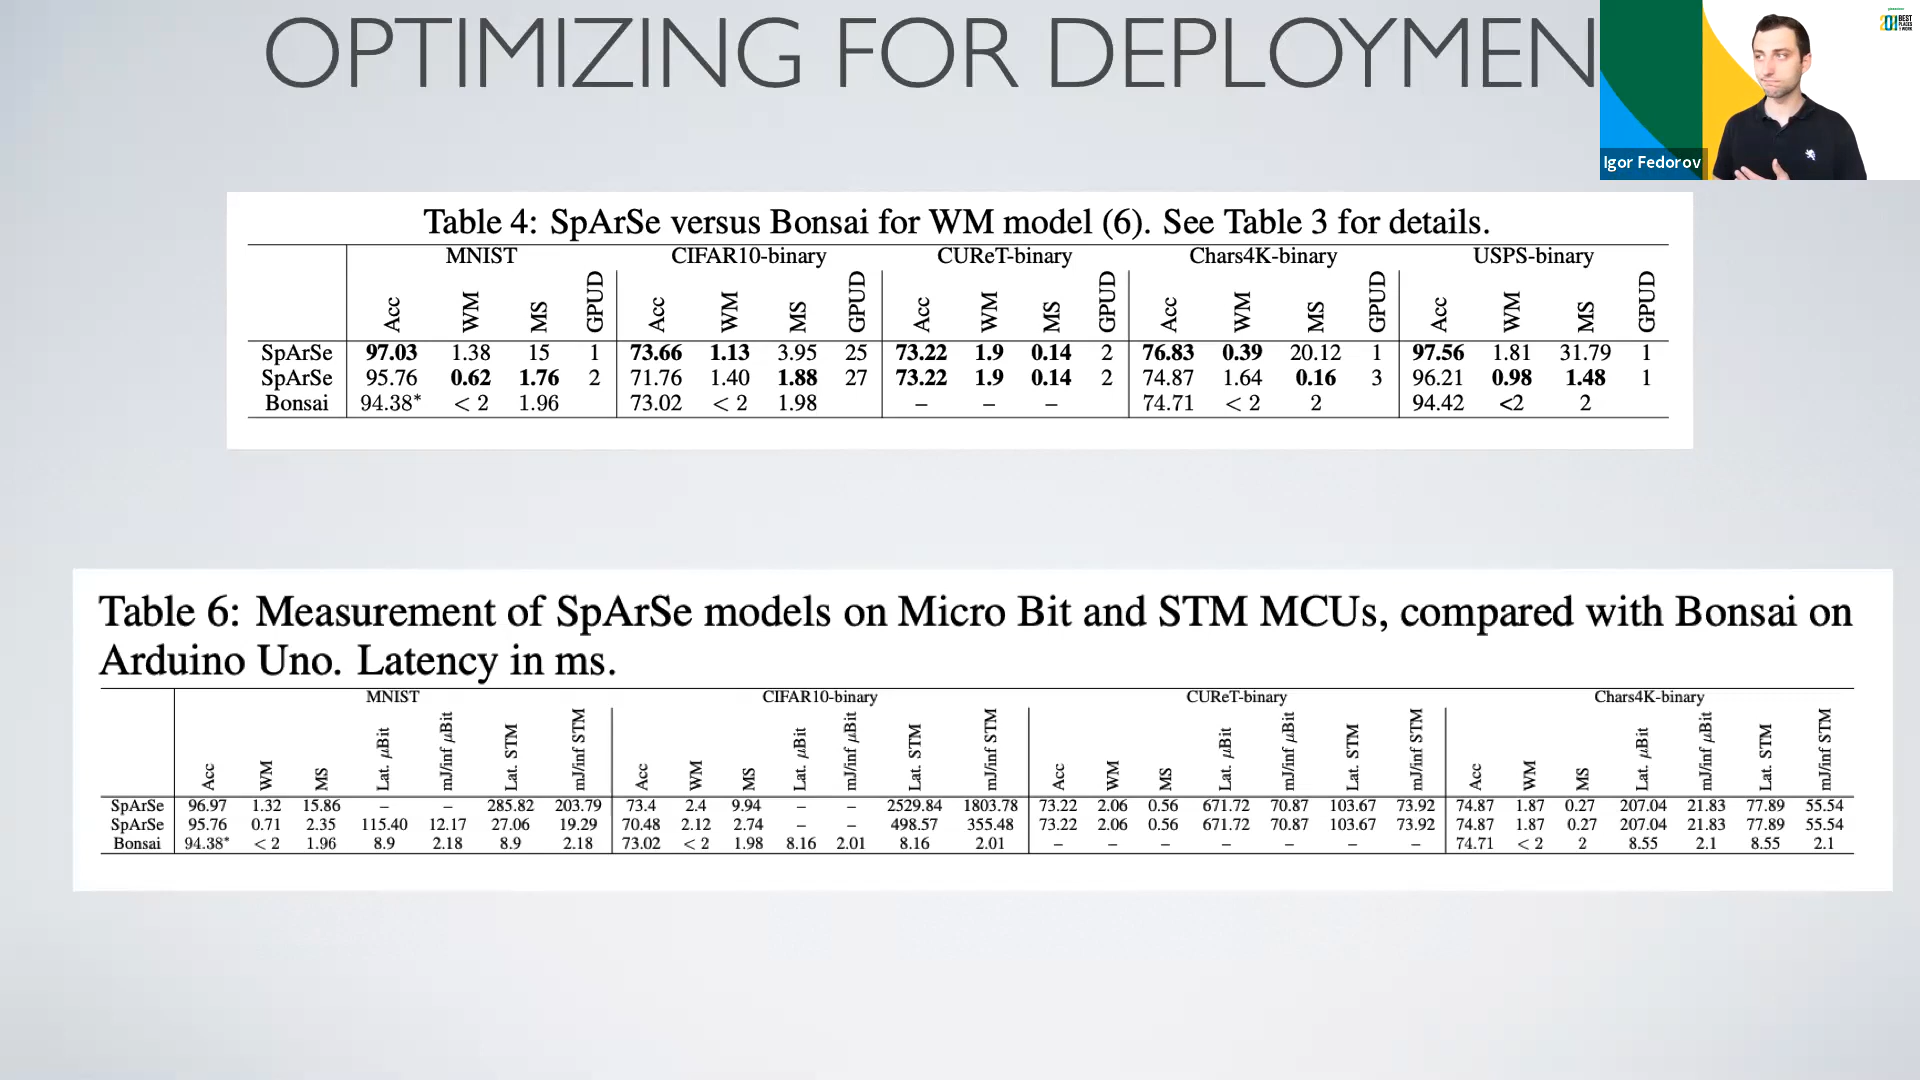 OPTIMIZING FOR DEPLOYMEN
Igor Fedorov
BEST
Table 4: SpArSe versus Bonsai for WM model (6). See Table 3 for details.
MNIST CIFAR10-binary CUReT-binary Chars4K-binary USPS-binary
Acc WM MS GPUD Acc WM MS GPUD Acc WM MS GPUD Acc WM MS GPUD Acc WM MS GPUD
SpArSe 97.03 1.38 15 1 73.66 1.13 3.95 25 73.22 1.9 0.14 2 76.83 0.39 20.12 1 97.56 1.81 31.79 1
SpArSe 95.76 0.62 1.76 2 71.76 1.40 1.88 27 73.22 1.9 0.14 2 74.87 1.64 0.16 3 96.21 0.98 1.48 1
Bonsai 94.38* < 2 1.96 73.02 < 2 1.98 – – – 74.71 < 2 2 94.42 <2 2
Table 6: Measurement of SpArSe models on Micro Bit and STM MCUs, compared with Bonsai on
Arduino Uno. Latency in ms.
MNIST CIFAR10-binary CUReT-binary Chars4K-binary
Acc WM MS Lat. μBit mJ/inf μBit Lat. STM mJ/inf STM Acc WM MS Lat. μBit mJ/inf μBit Lat. STM mJ/inf STM Acc WM MS Lat. μBit mJ/inf μBit Lat. STM mJ/inf STM Acc WM MS Lat. μBit mJ/inf μBit Lat. STM mJ/inf STM
SpArSe 96.97 1.32 15.86 – – 285.82 203.79 73.4 2.4 9.94 – – 2529.84 1803.78 73.22 2.06 0.56 671.72 70.87 103.67 73.92 74.87 1.87 0.27 207.04 21.83 77.89 55.54
SpArSe 95.76 0.71 2.35 115.40 12.17 27.06 19.29 70.48 2.12 2.74 – – 498.57 355.48 73.22 2.06 0.56 671.72 70.87 103.67 73.92 74.87 1.87 0.27 207.04 21.83 77.89 55.54
Bonsai 94.38* < 2 1.96 8.9 2.18 8.9 2.18 73.02 < 2 1.98 8.16 2.01 8.16 2.01 – – – – – – – 74.71 < 2 2 8.55 2.1 8.55 2.1